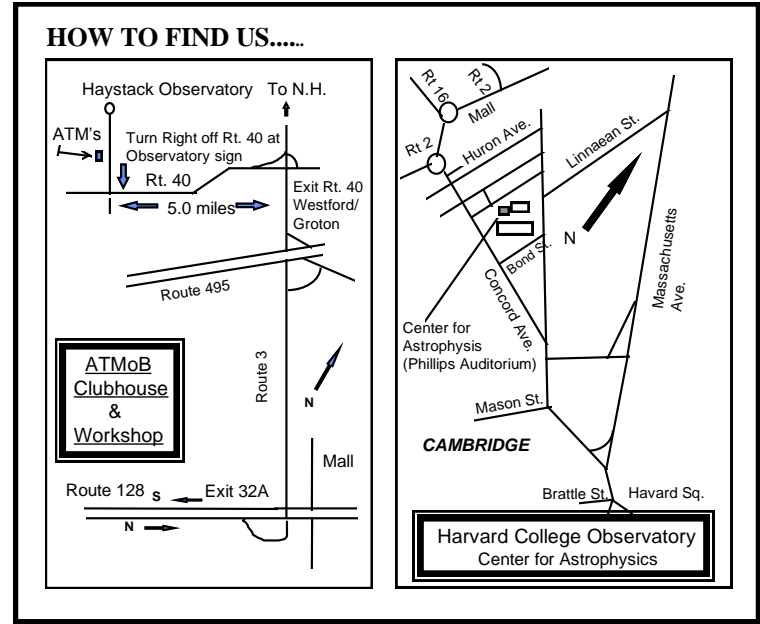 HOW TO FIND US.....
Haystack Observatory
To N.H.
ATM's
Turn Right off Rt. 40 at
Observatory sign
Rt. 40
5.0 miles
Exit Rt. 40
Westford/
Groton
Route 495
Route 3
ATMoB
Clubhouse
&
Workshop
N
Mall
Route 128
S
Exit 32A
N
Rt 16
Rt 2
Mall
Rt 2
Huron Ave.
Linnaean St.
N
Bond St.
Concord Ave.
Massachusetts
Ave.
Center for
Astrophysis
(Phillips Auditorium)
Mason St.
CAMBRIDGE
Brattle St.
Havard Sq.
Harvard College Observatory
Center for Astrophysics